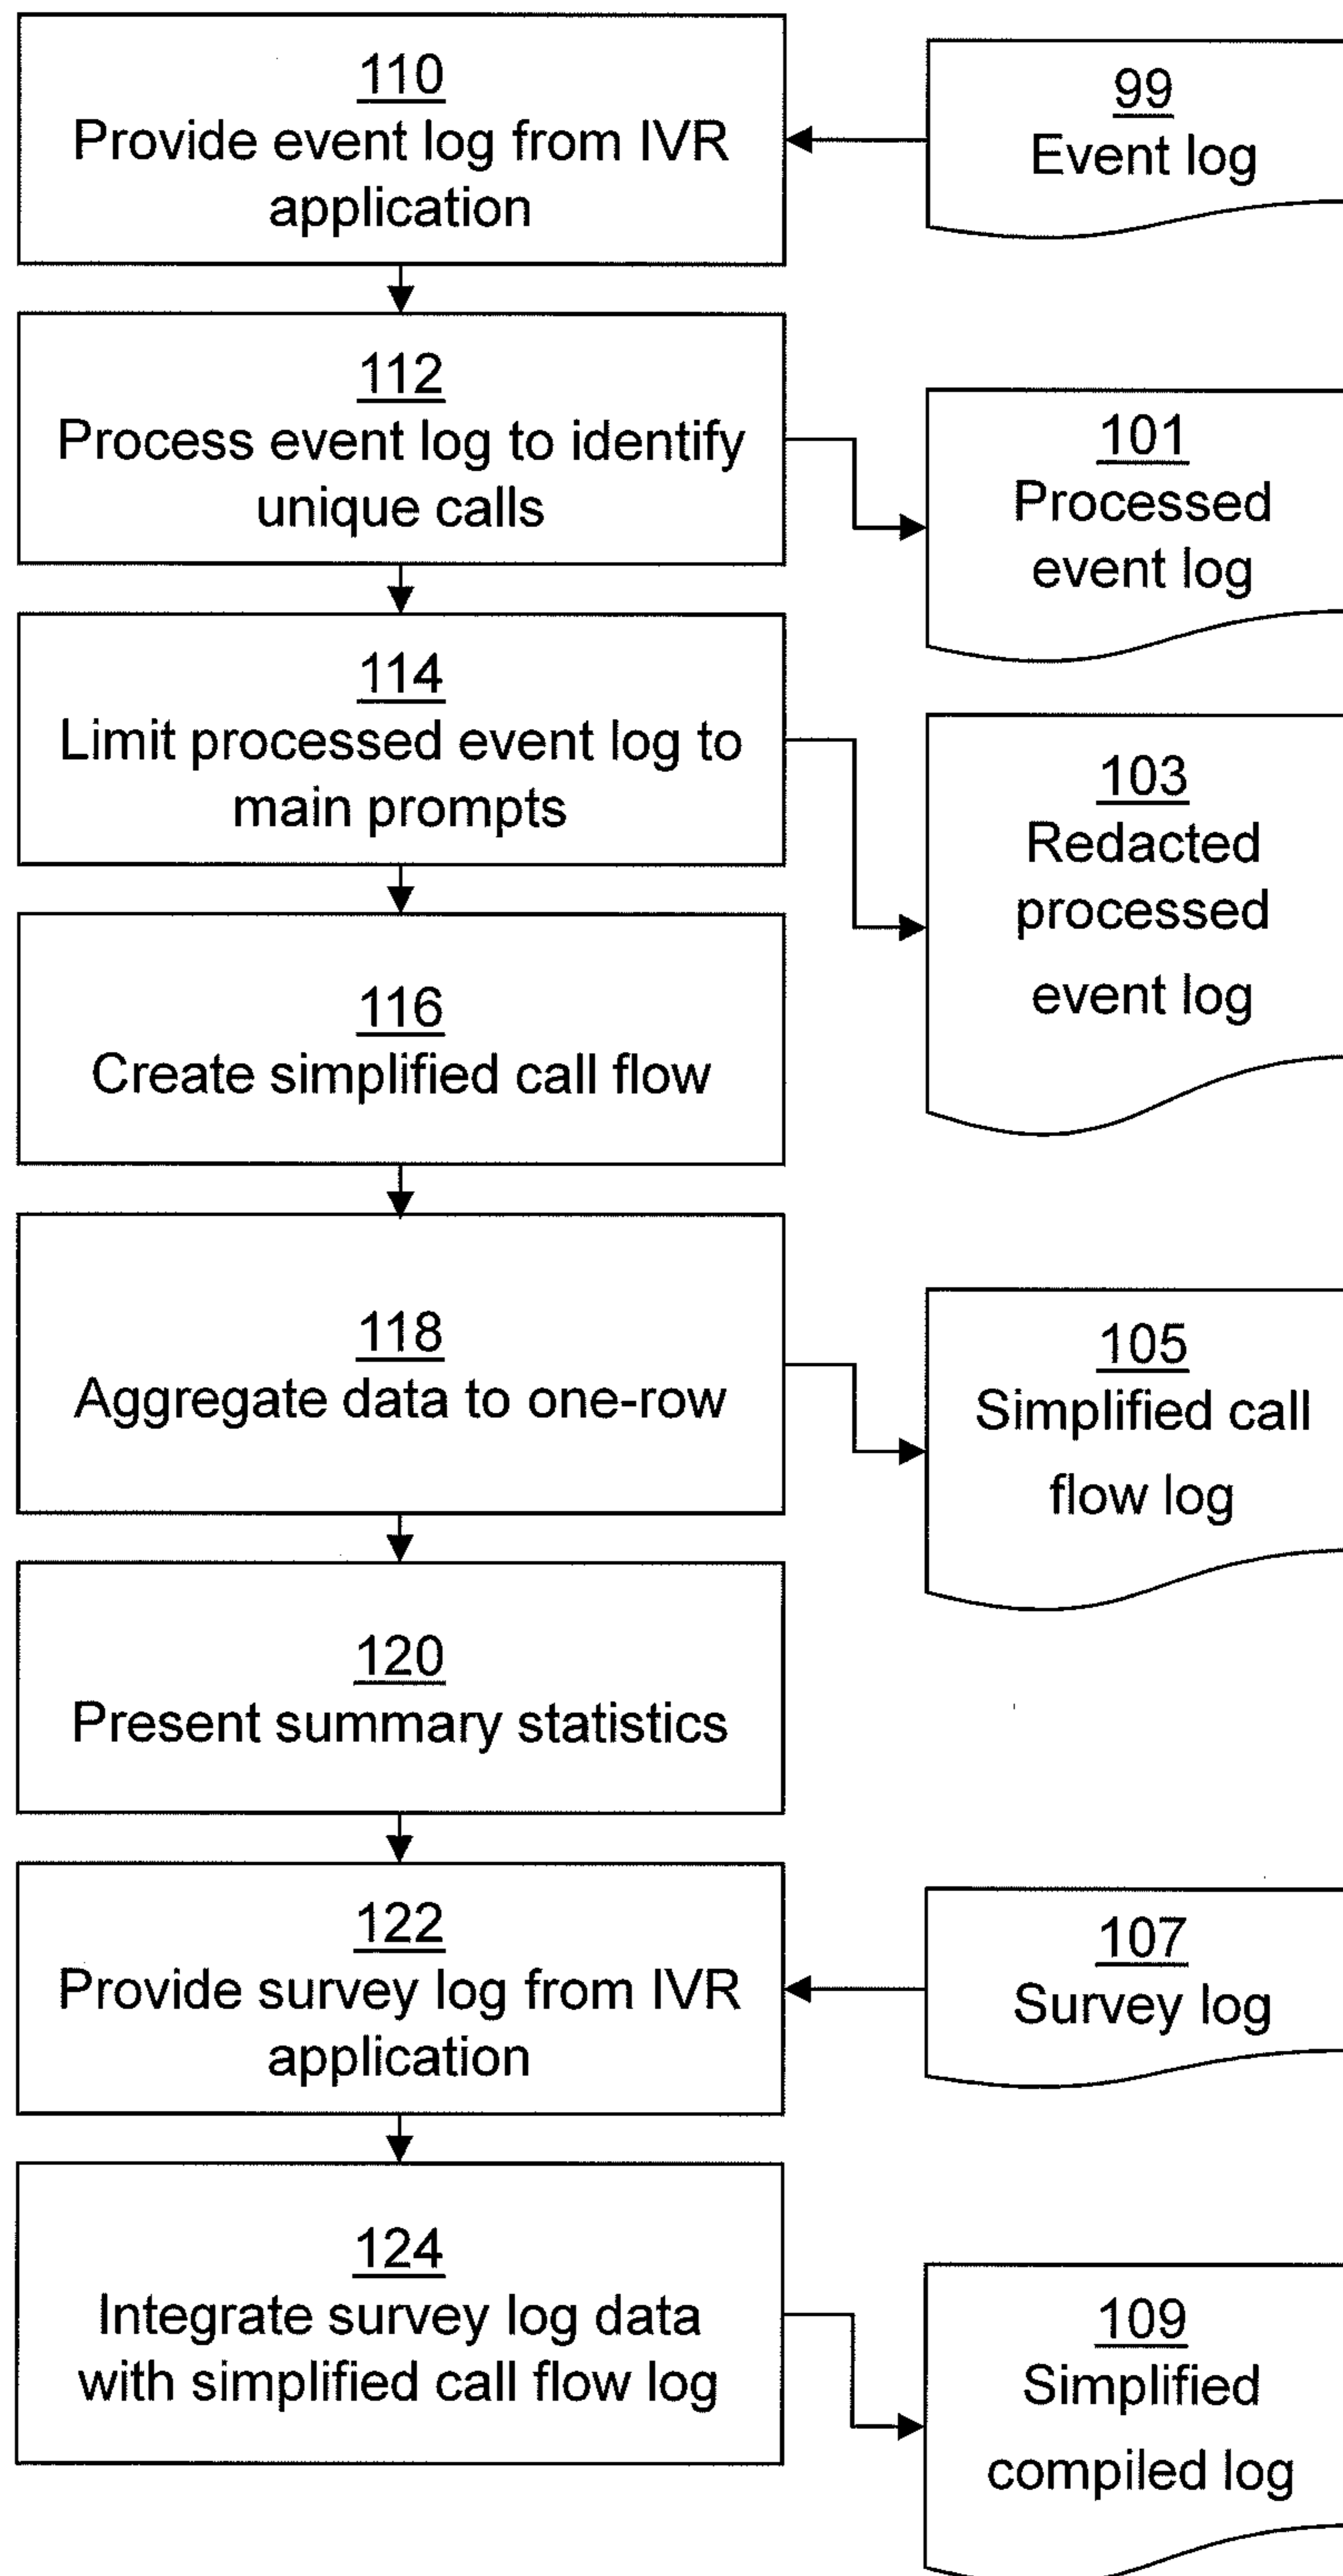 110
Provide event log from IVR
application
99
Event log
112
Process event log to identify
unique calls
101
Processed
event log
114
Limit processed event log to
main prompts
103
Redacted
processed
event log
116
Create simplified call flow
118
Aggregate data to one-row
105
Simplified call
flow log
120
Present summary statistics
122
Provide survey log from IVR
application
107
Survey log
124
Integrate survey log data
with simplified call flow log
109
Simplified
compiled log